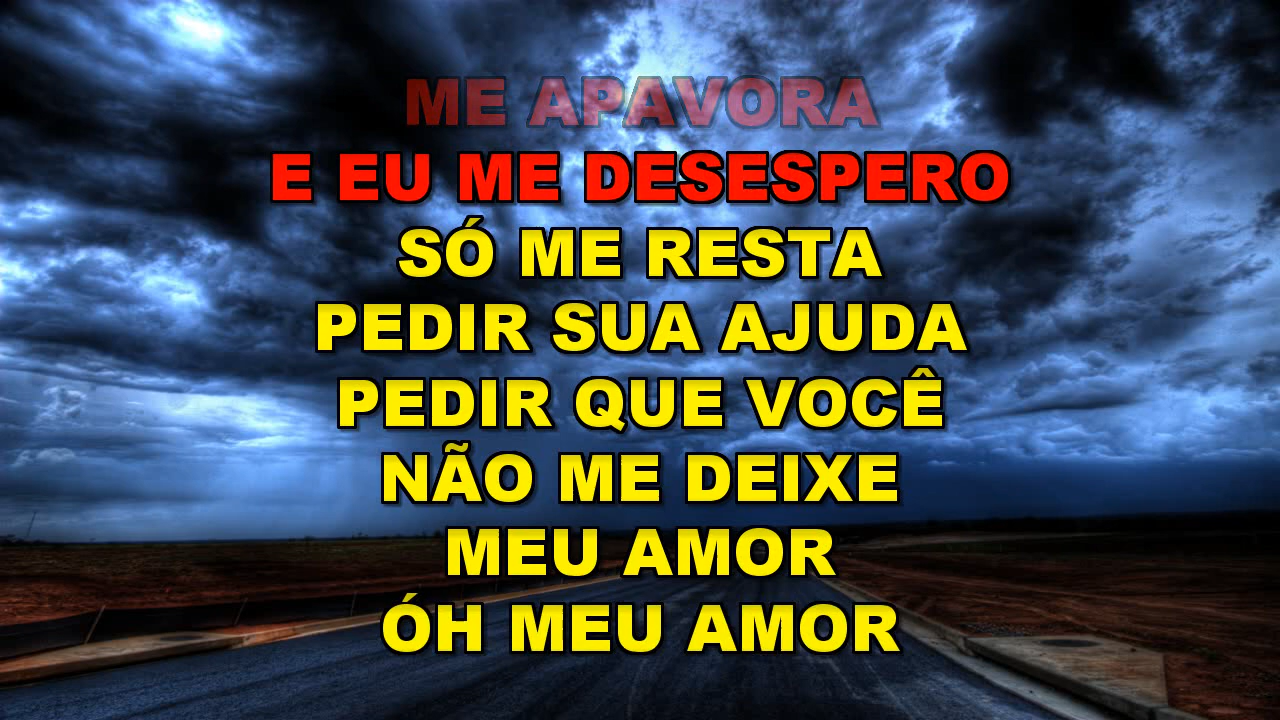 ME APAVORA
E EU ME DESESPERO
SÓ ME RESTA
PEDIR SUA AJUDA
PEDIR QUE VOCÊ
NÃO ME DEIXE
MEU AMOR
ÓH MEU AMOR